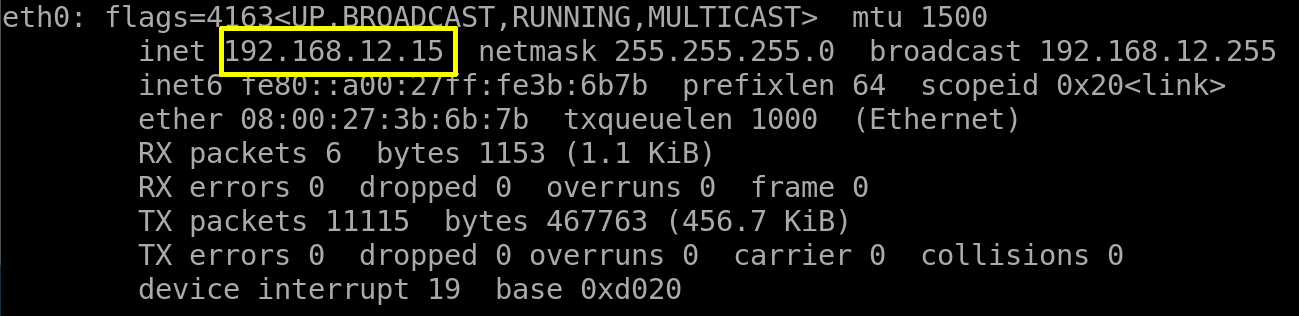 eth0: flags=4163<UP,BROADCAST,RUNNING,MULTICAST>  mtu 1500
inet 192.168.12.15  netmask 255.255.255.0  broadcast 192.168.12.255
inet6 fe80::a00:27ff:fe3b:6b7b  prefixlen 64  scopeid 0x20<link>
ether 08:00:27:3b:6b:7b  txqueuelen 1000  (Ethernet)
RX packets 6  bytes 1153 (1.1 KiB)
RX errors 0  dropped 0  overruns 0  frame 0
TX packets 11115  bytes 467763 (456.7 KiB)
TX errors 0  dropped 0 overruns 0  carrier 0  collisions 0
device interrupt 19  base 0xd020